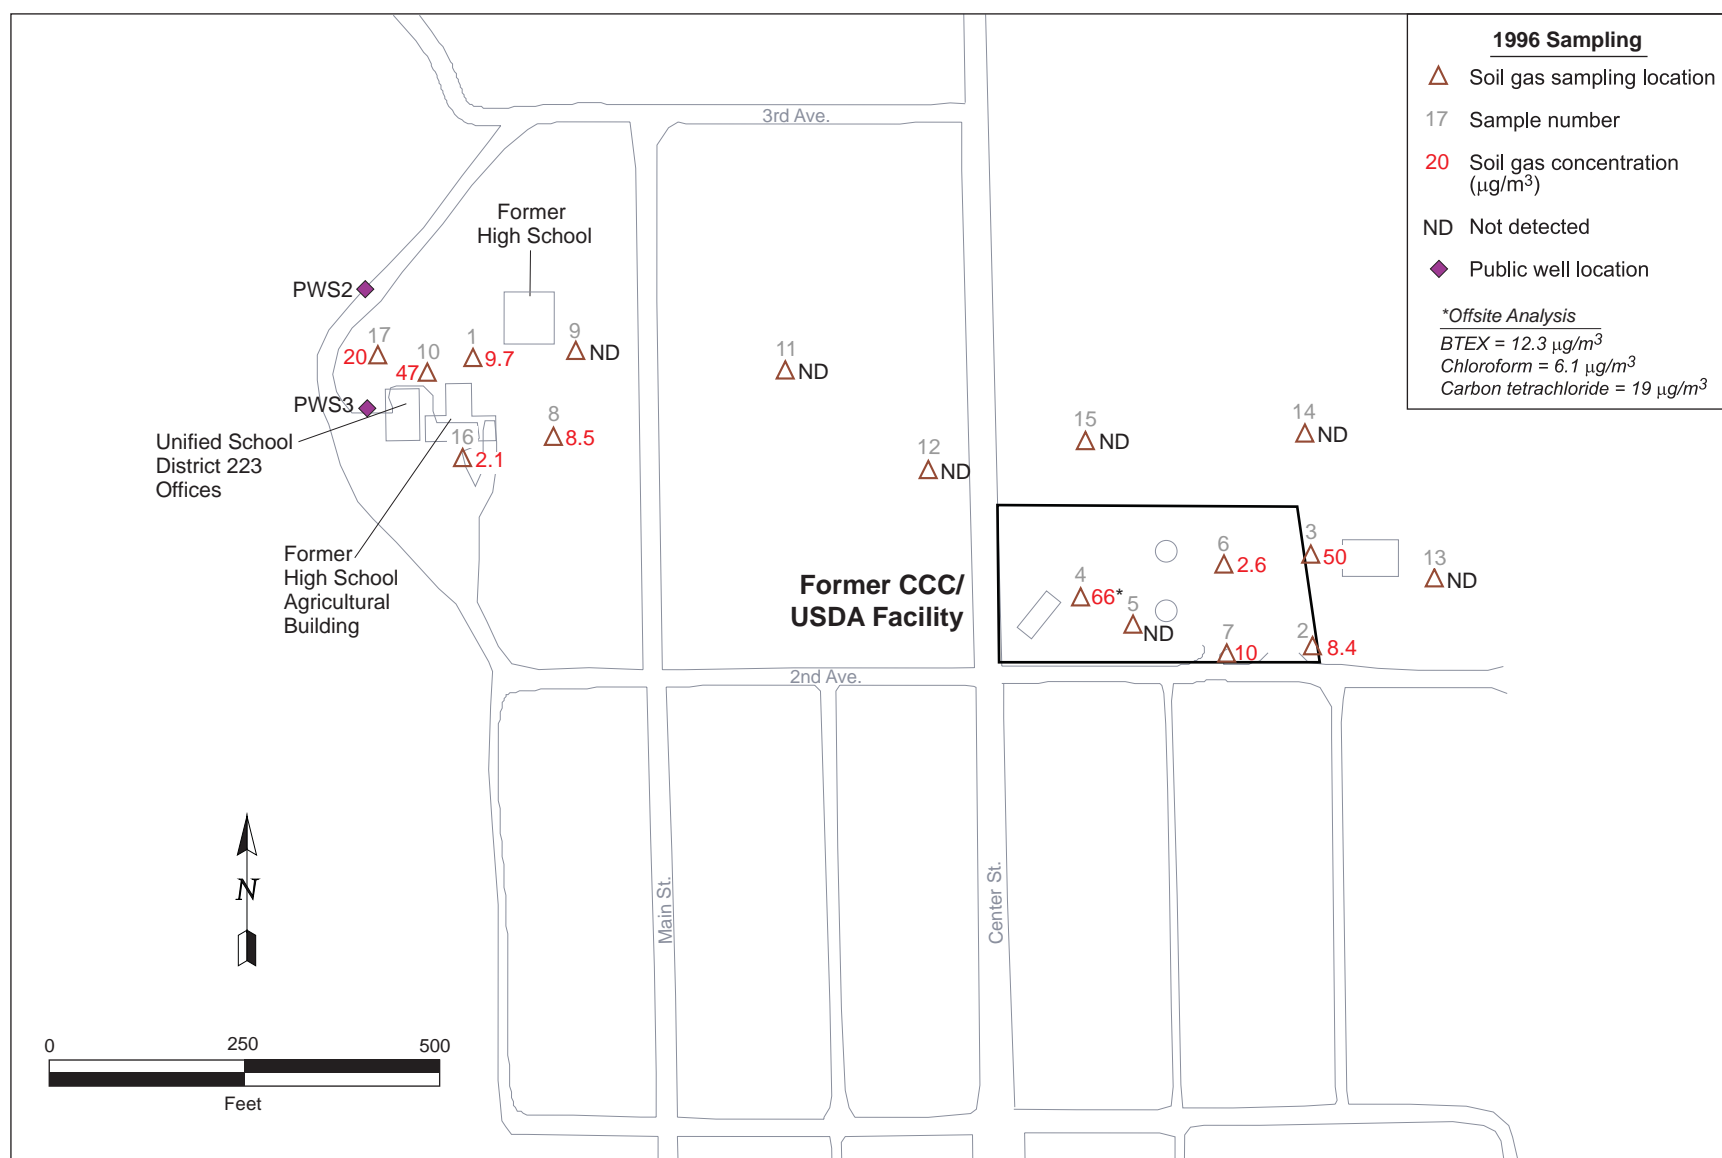 1996 Sampling
Soil gas sampling location
17 Sample number
20 Soil gas concentration
(µg/m³)
ND Not detected
Public well location
*Offsite Analysis
BTEX = 12.3 µg/m³
Chloroform = 6.1 µg/m³
Carbon tetrachloride = 19 µg/m³
3rd Ave.
Former
High School
PWS2
17
20
10
47
1
9.7
9
ND
11
ND
PWS3
8
8.5
16
2.1
12
ND
15
ND
14
ND
Unified School
District 223
Offices
Former
High School
Agricultural
Building
Former CCC/
USDA Facility
4
66*
5
ND
6
2.6
3
50
13
ND
7
10
2
8.4
2nd Ave.
Main St.
Center St.
N
0 250 500
Feet